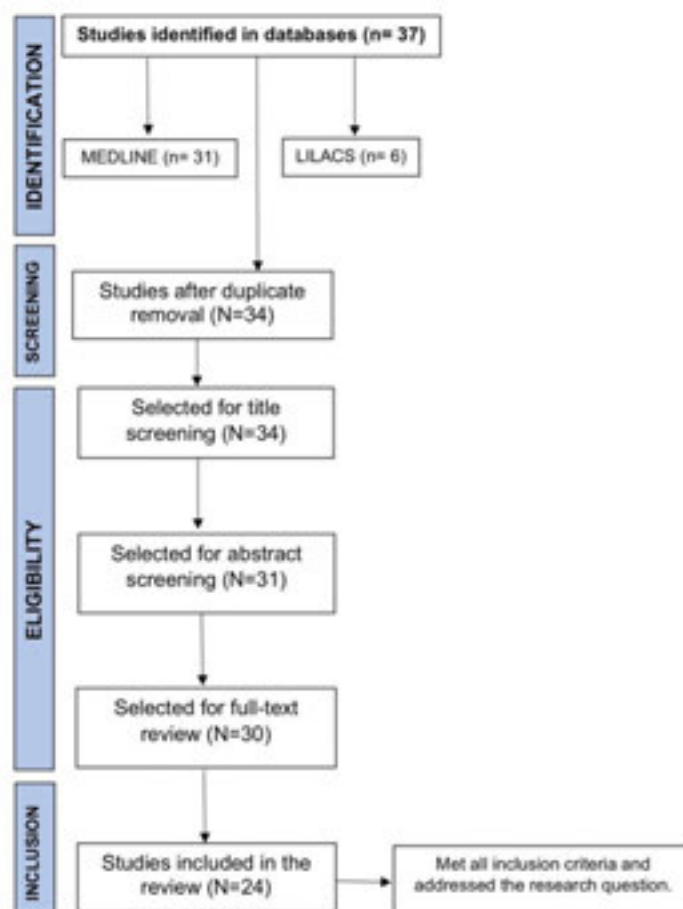 Studies identified in databases (n= 37)
IDENTIFICATION
MEDLINE (n= 31)
LILACS (n= 6)
SCREENING
Studies after duplicate
removal (N=34)
ELIGIBILITY
Selected for title
screening (N=34)
Selected for abstract
screening (N=31)
Selected for full-text
review (N=30)
INCLUSION
Studies included in the
review (N=24)
Met all inclusion criteria and
addressed the research question.